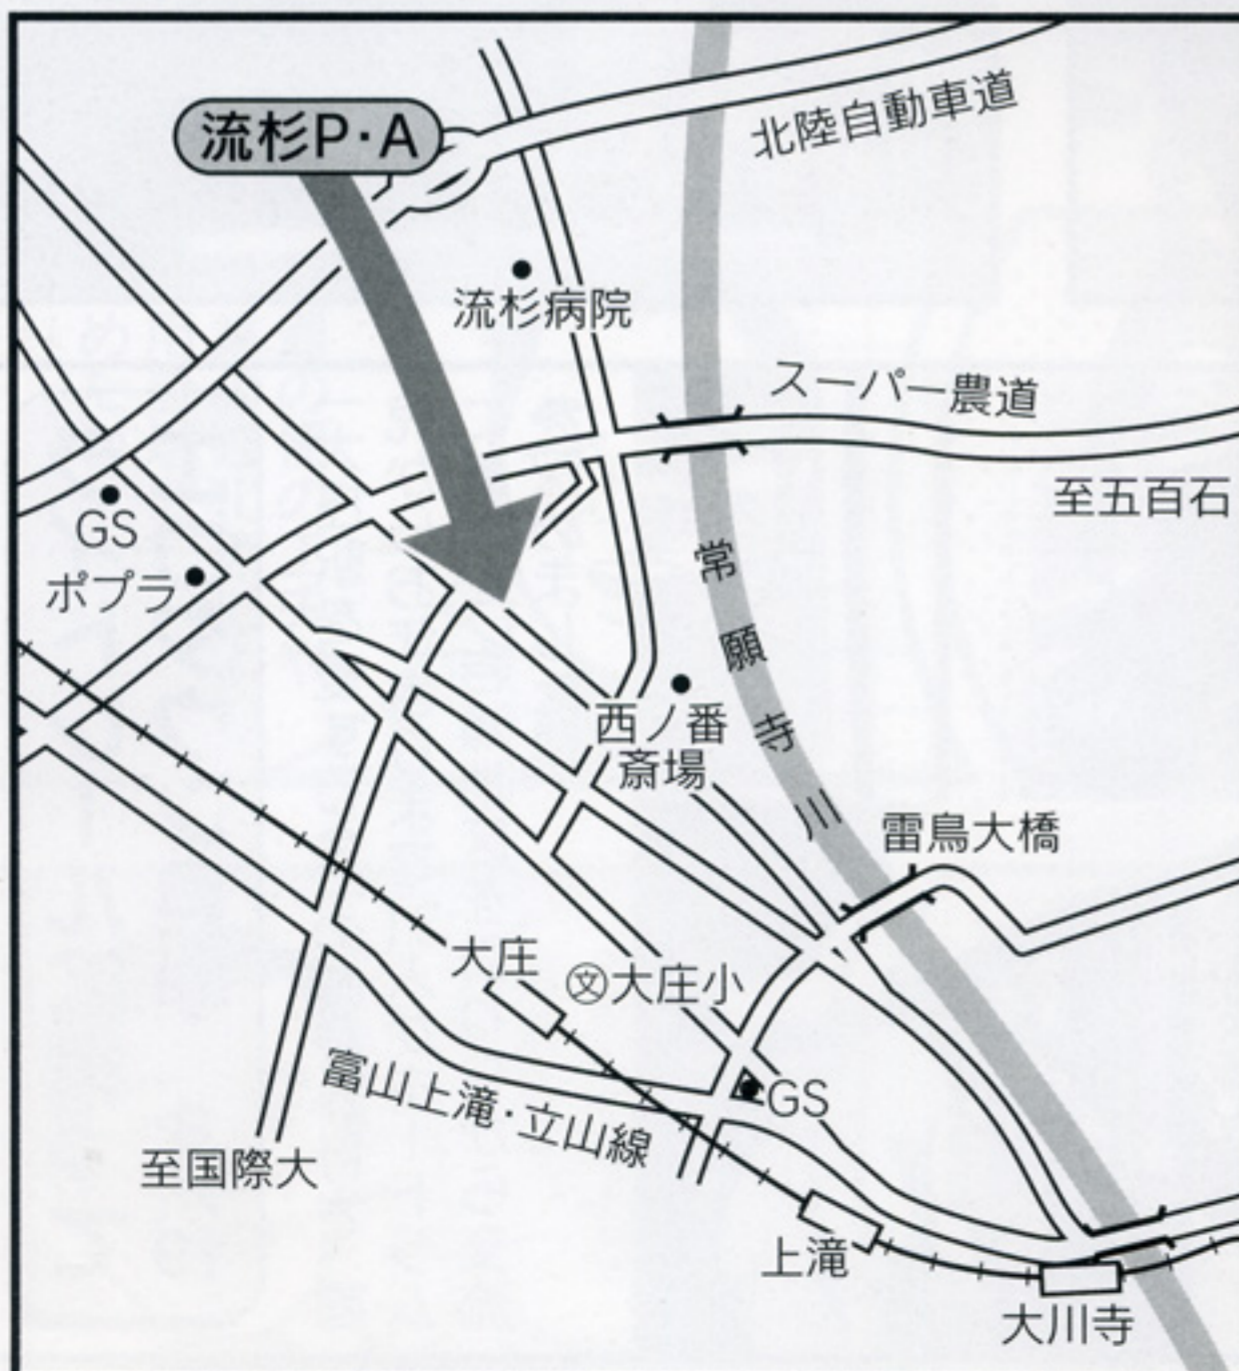 北陸自動車道
流杉P・A
流杉病院
スーパー農道
至五百石
GS
ポプラ
常願寺川
西ノ番
斎場
雷鳥大橋
大庄
文大庄小
富山上滝・立山線
GS
至国際大
上滝
大川寺